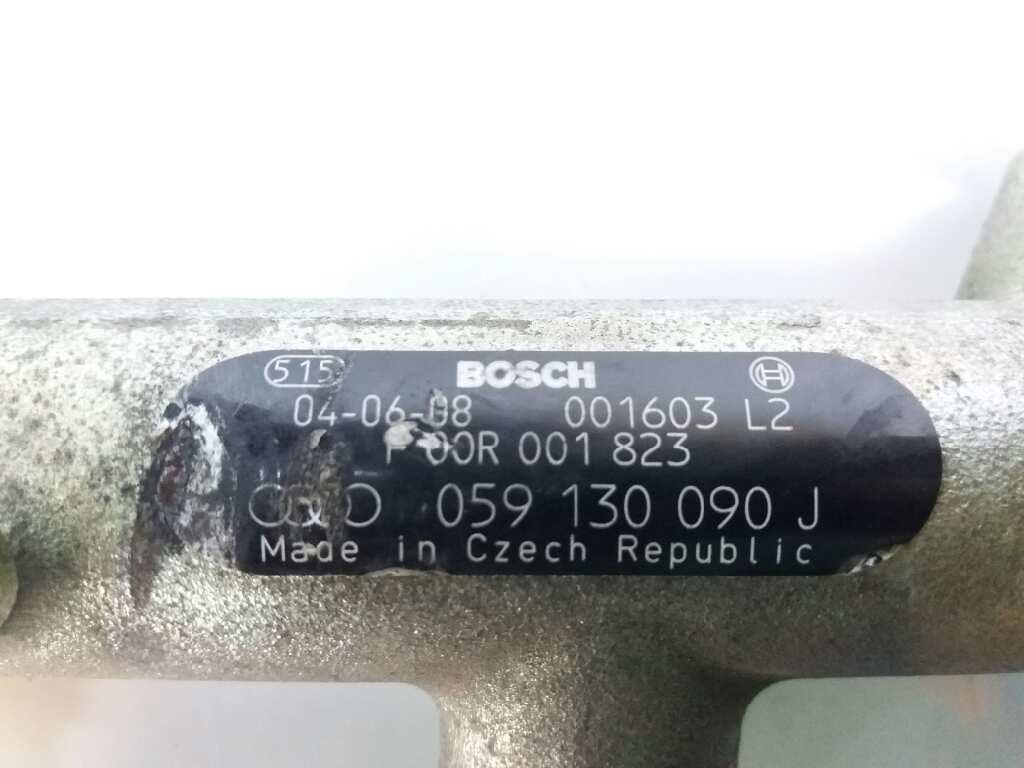 515 BOSCH
04-06-08 001603 L2
F 00R 001 823
059 130 090 J
Made in Czech Republic